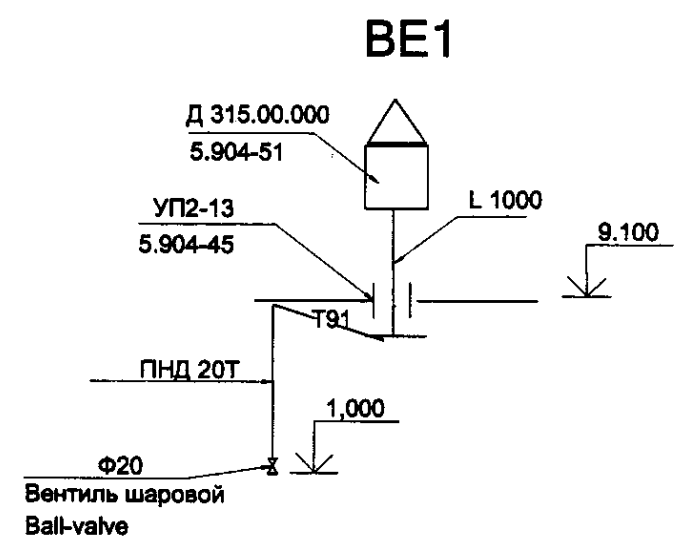 ВЕ1
Д 315.00.000
5.904-51
УП2-13
5.904-45
L 1000
9.100
Т91
ПНД 20Т
1,000
Ф20
Вентиль шаровой
Ball-valve